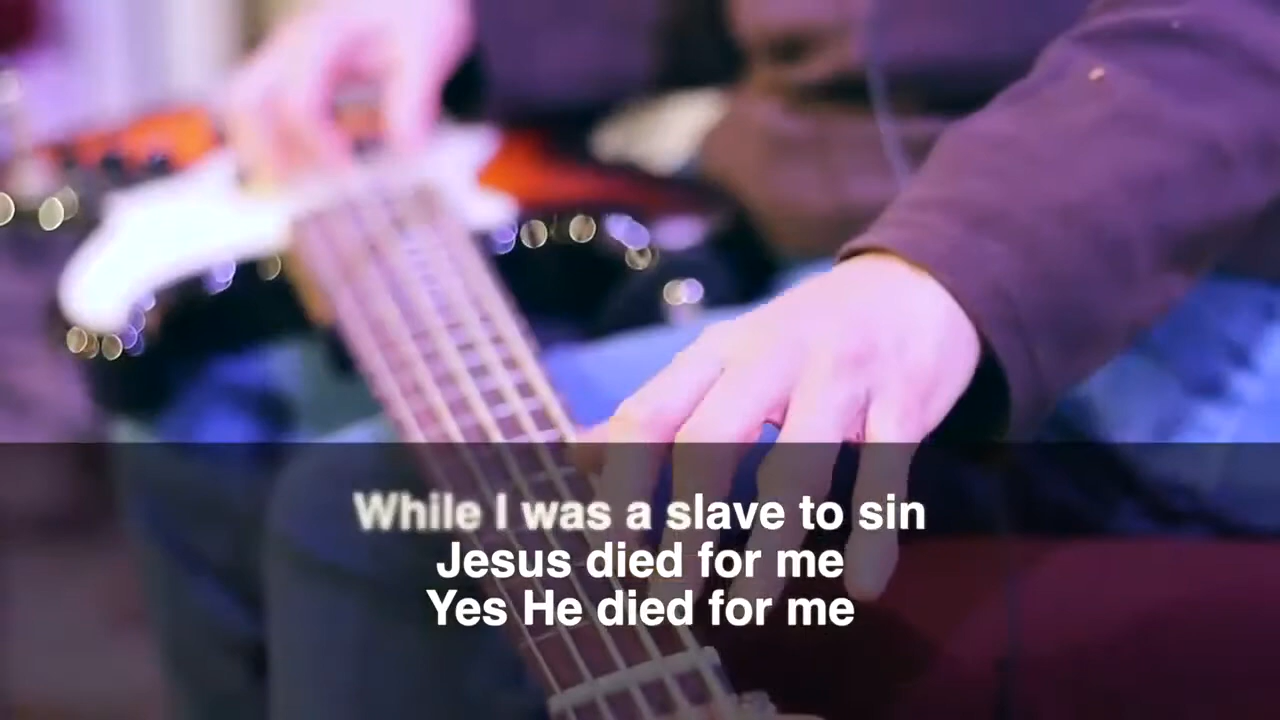 While I was a slave to sin
Jesus died for me
Yes He died for me